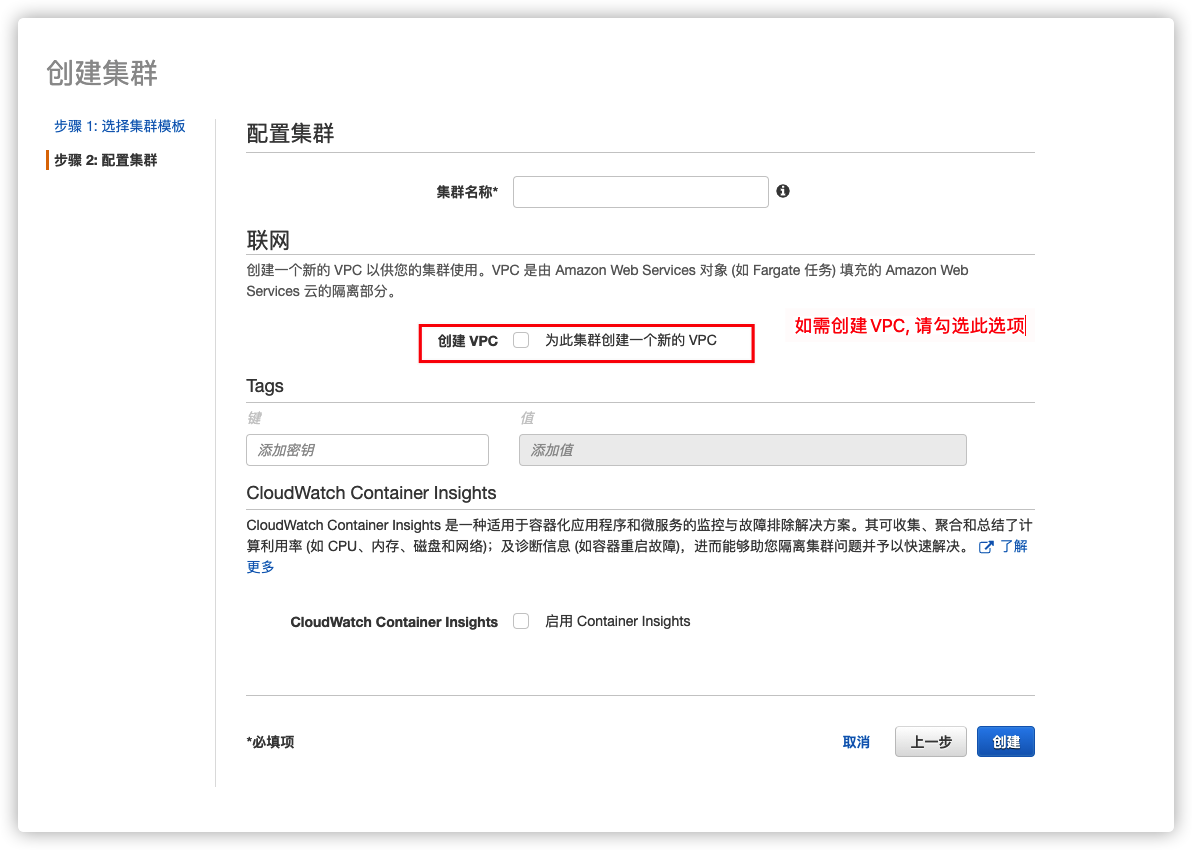 创建集群
步骤 1: 选择集群模板
步骤 2: 配置集群
配置集群
集群名称*
联网
创建一个新的 VPC 以供您的集群使用。VPC 是由 Amazon Web Services 对象 (如 Fargate 任务) 填充的 Amazon Web
Services 云的隔离部分。
如需创建 VPC, 请勾选此选项
创建 VPC 为此集群创建一个新的 VPC
Tags
键 值
添加密钥 添加值
CloudWatch Container Insights
CloudWatch Container Insights 是一种适用于容器化应用程序和微服务的监控与故障排除解决方案。其可收集、聚合和总结了计
算利用率 (如 CPU、内存、磁盘和网络)；及诊断信息 (如容器重启故障)，进而能够助您隔离集群问题并予以快速解决。 了解
更多
CloudWatch Container Insights 启用 Container Insights
*必填项 取消 上一步 创建